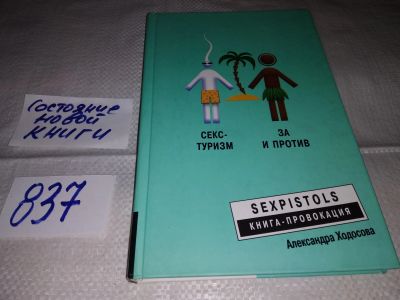 Состояние
новой
книги
837
СЕКС-
ТУРИЗМ
ЗА
И ПРОТИВ
SEXPISTOLS
КНИГА-ПРОВОКАЦИЯ
Александра Ходосова